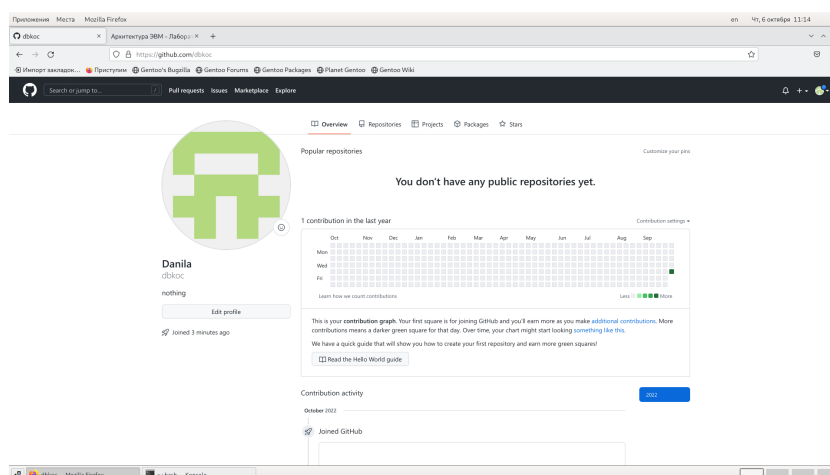 Приложения Места Mozilla Firefox en Чт, 6 октября 11:14
dbkoc × Архитектура ЭВМ - Лаборат × +
https://github.com/dbkoc
Импорт закладок... Приступим Gentoo's Bugzilla Gentoo Forums Gentoo Packages Planet Gentoo Gentoo Wiki
Search or jump to... / Pull requests Issues Marketplace Explore
Overview Repositories Projects Packages Stars
Popular repositories Customize your pins
You don't have any public repositories yet.
1 contribution in the last year Contribution settings
Oct Nov Dec Jan Feb Mar Apr May Jun Jul Aug Sep
Mon
Wed
Fri
Learn how we count contributions Less More
Danila
dbkoc
nothing
Edit profile
Joined 3 minutes ago
This is your contribution graph. Your first square is for joining GitHub and you'll earn more as you make additional contributions. More
contributions means a darker green square for that day. Over time, your chart might start looking something like this.
We have a quick guide that will show you how to create your first repository and earn more green squares!
Read the Hello World guide
Contribution activity 2022
October 2022
Joined GitHub
dbkoc — Mozilla Firefox bash — Konsole